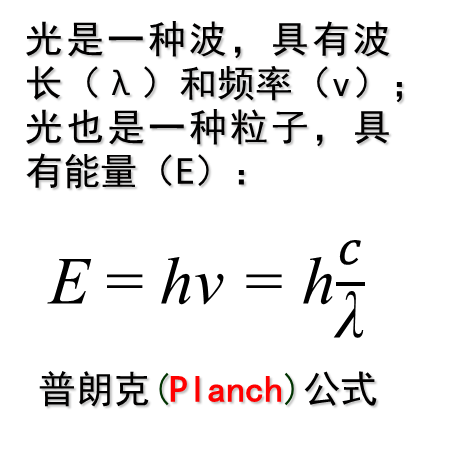 光是一种波，具有波
长（λ）和频率（v）；
光也是一种粒子，具
有能量（E）：
E = hv = h c/λ
普朗克(Planch)公式